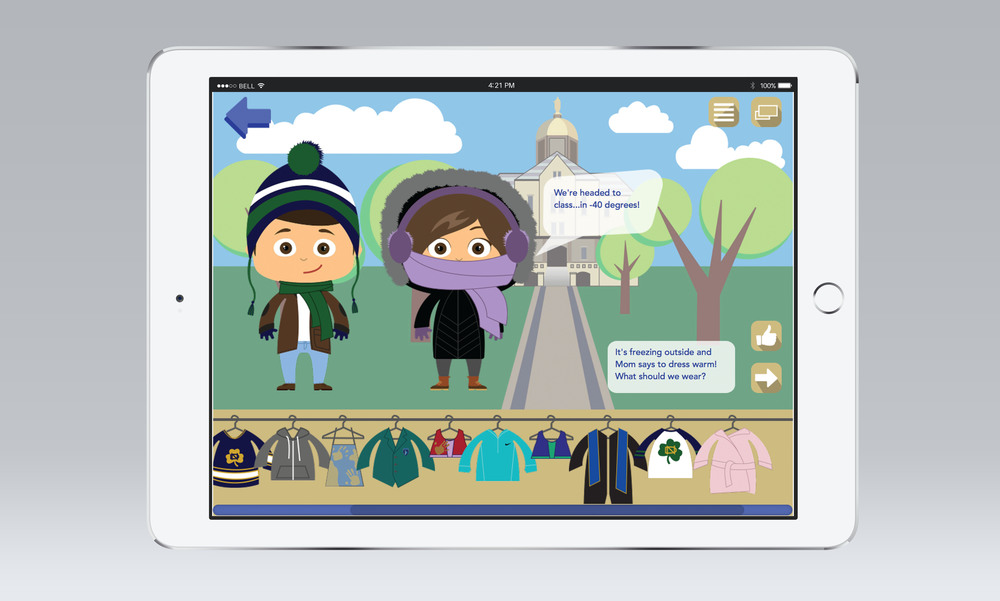 BELL
4:21 PM
100%
We're headed to
class...in -40 degrees!
It's freezing outside and
Mom says to dress warm!
What should we wear?